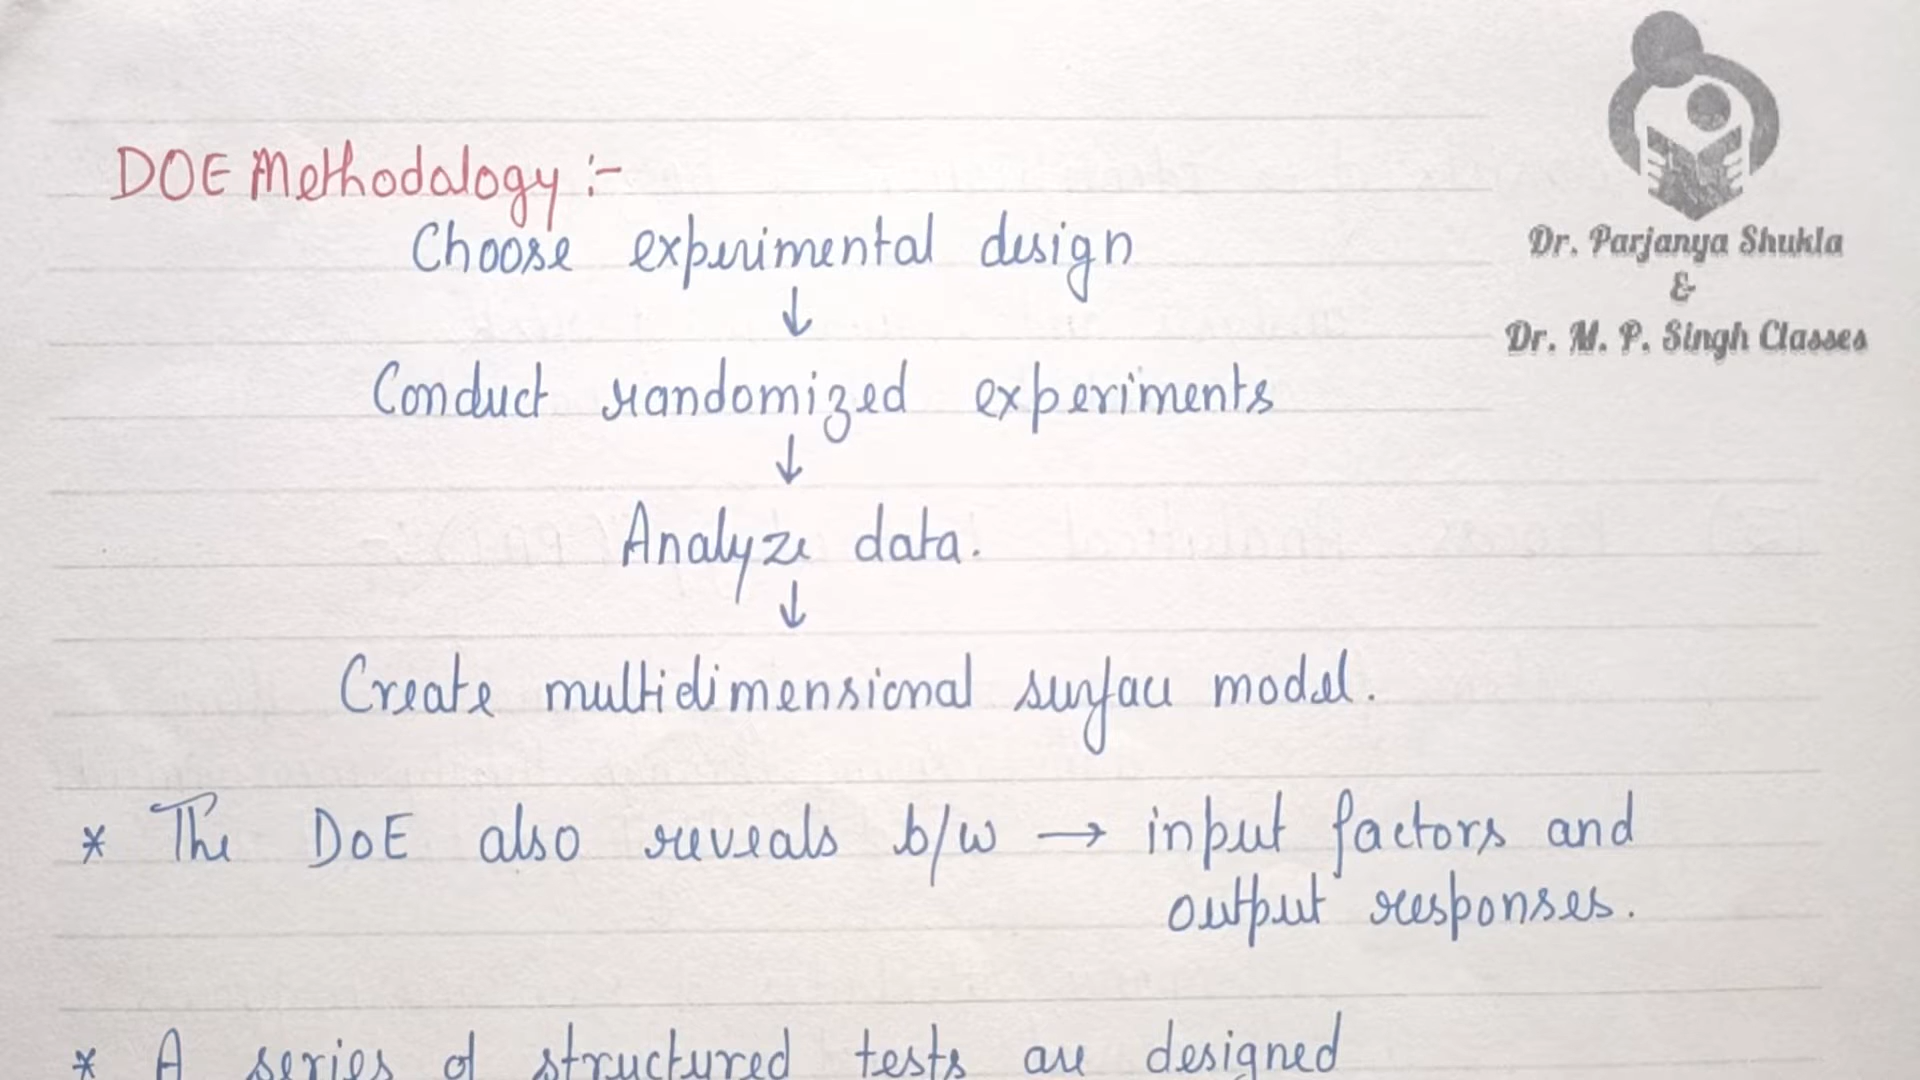 DOE Methodalogy :-
Choose experimental design
↓
Conduct randomized experiments
↓
Analyze data.
↓
Create multidimensional surface model.
* The DOE also reveals b/w → input factors and
output responses.
* A series of structured tests are designed
Dr. Parjanya Shukla
&
Dr. M. P. Singh Classes